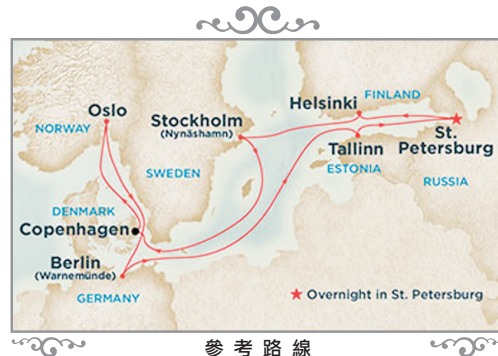 Oslo
NORWAY
Stockholm
(Nynäshamn)
Helsinki
FINLAND
St.
Petersburg
Tallinn
ESTONIA
RUSSIA
SWEDEN
DENMARK
Copenhagen
Berlin
(Warnemünde)
GERMANY
★ Overnight in St. Petersburg
參考路線